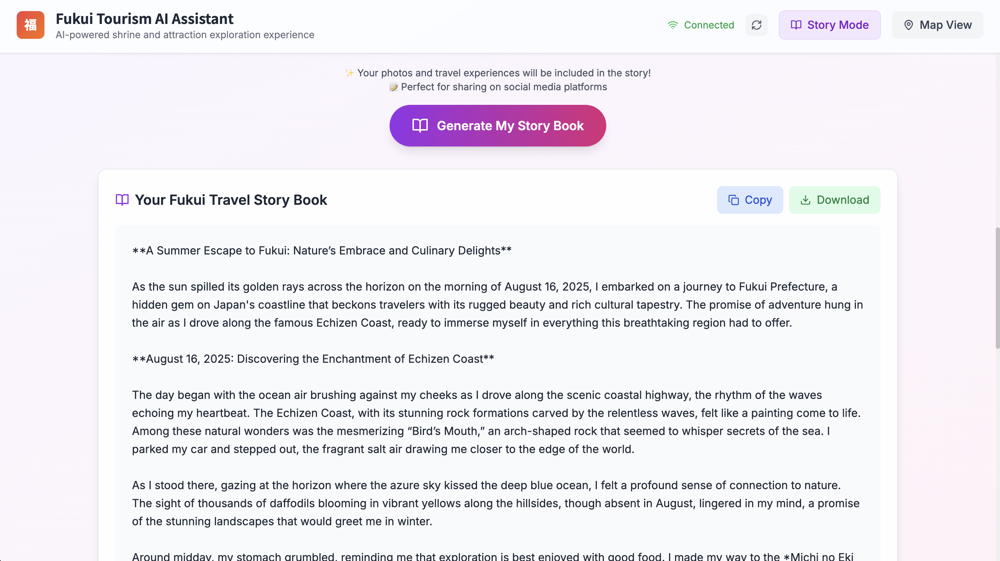 福
Fukui Tourism AI Assistant
AI-powered shrine and attraction exploration experience
Connected
Story Mode
Map View
✨ Your photos and travel experiences will be included in the story!
📝 Perfect for sharing on social media platforms
Generate My Story Book
Your Fukui Travel Story Book
Copy
Download
**A Summer Escape to Fukui: Nature’s Embrace and Culinary Delights**
As the sun spilled its golden rays across the horizon on the morning of August 16, 2025, I embarked on a journey to Fukui Prefecture, a
hidden gem on Japan's coastline that beckons travelers with its rugged beauty and rich cultural tapestry. The promise of adventure hung in
the air as I drove along the famous Echizen Coast, ready to immerse myself in everything this breathtaking region had to offer.
**August 16, 2025: Discovering the Enchantment of Echizen Coast**
The day began with the ocean air brushing against my cheeks as I drove along the scenic coastal highway, the rhythm of the waves
echoing my heartbeat. The Echizen Coast, with its stunning rock formations carved by the relentless waves, felt like a painting come to life.
Among these natural wonders was the mesmerizing “Bird’s Mouth,” an arch-shaped rock that seemed to whisper secrets of the sea. I
parked my car and stepped out, the fragrant salt air drawing me closer to the edge of the world.
As I stood there, gazing at the horizon where the azure sky kissed the deep blue ocean, I felt a profound sense of connection to nature.
The sight of thousands of daffodils blooming in vibrant yellows along the hillsides, though absent in August, lingered in my mind, a promise
of the stunning landscapes that would greet me in winter.
Around midday, my stomach grumbled, reminding me that exploration is best enjoyed with good food. I made my way to the *Michi no Eki